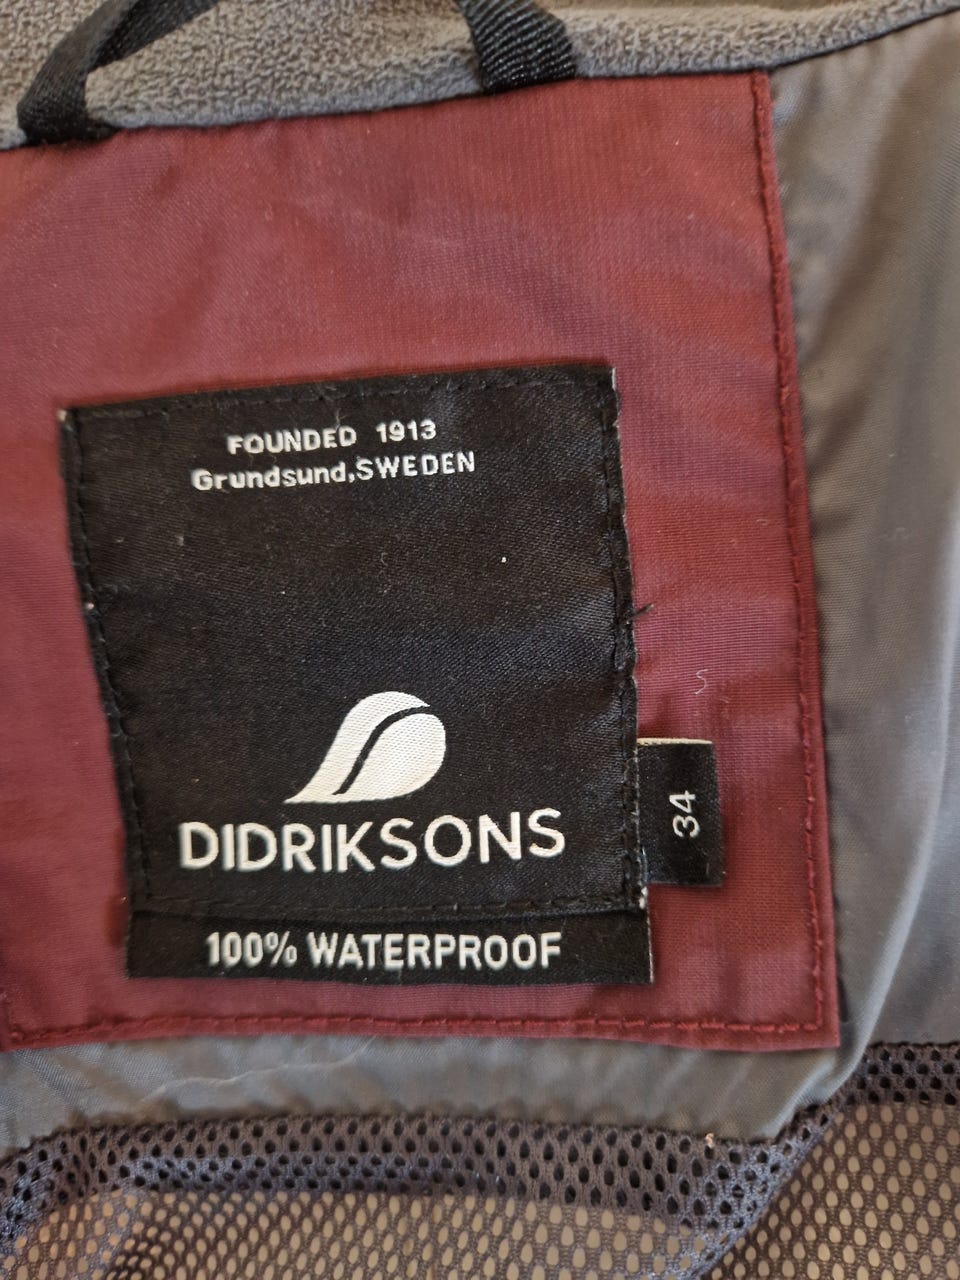 FOUNDED 1913
Grundsund,SWEDEN
DIDRIKSONS
34
100% WATERPROOF